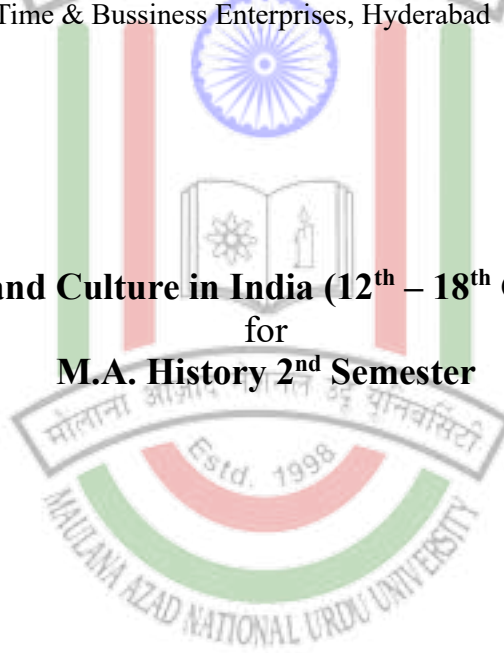 Time & Bussiness Enterprises, Hyderabad
and Culture in India (12th – 18th
for
M.A. History 2nd Semester
मौलाना आज़ाद नेशनल उर्दू यूनिवर्सिटी
Estd. 1998
MAULANA AZAD NATIONAL URDU UNIVERSITY